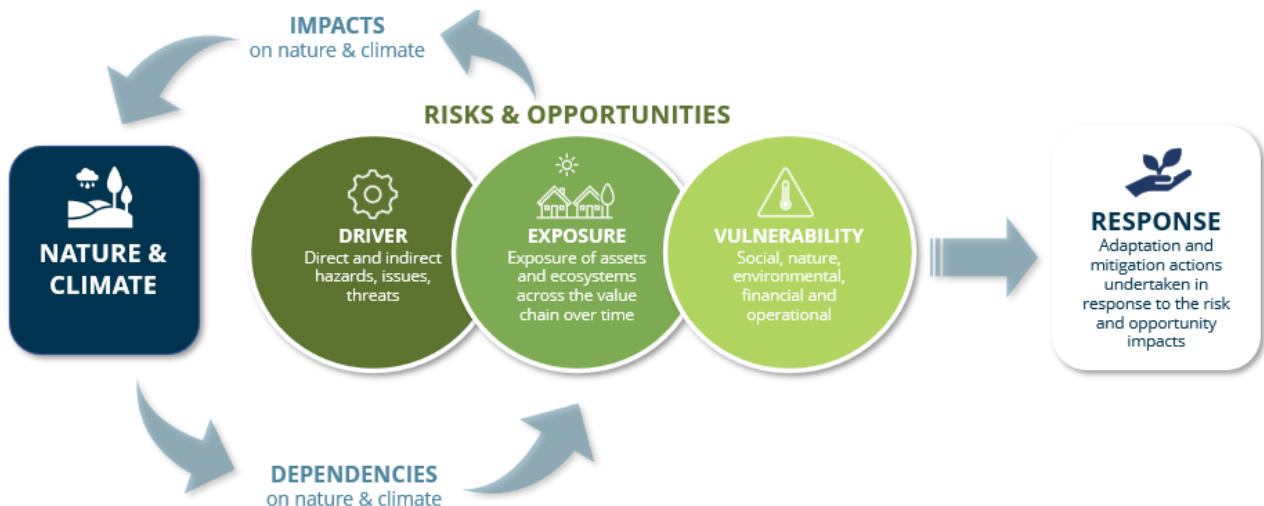 IMPACTS
on nature & climate
RISKS & OPPORTUNITIES
NATURE &
CLIMATE
DRIVER
Direct and indirect
hazards, issues,
threats
EXPOSURE
Exposure of assets
and ecosystems
across the value
chain over time
VULNERABILITY
Social, nature,
environmental,
financial and
operational
RESPONSE
Adaptation and
mitigation actions
undertaken in
response to the risk
and opportunity
impacts
DEPENDENCIES
on nature & climate